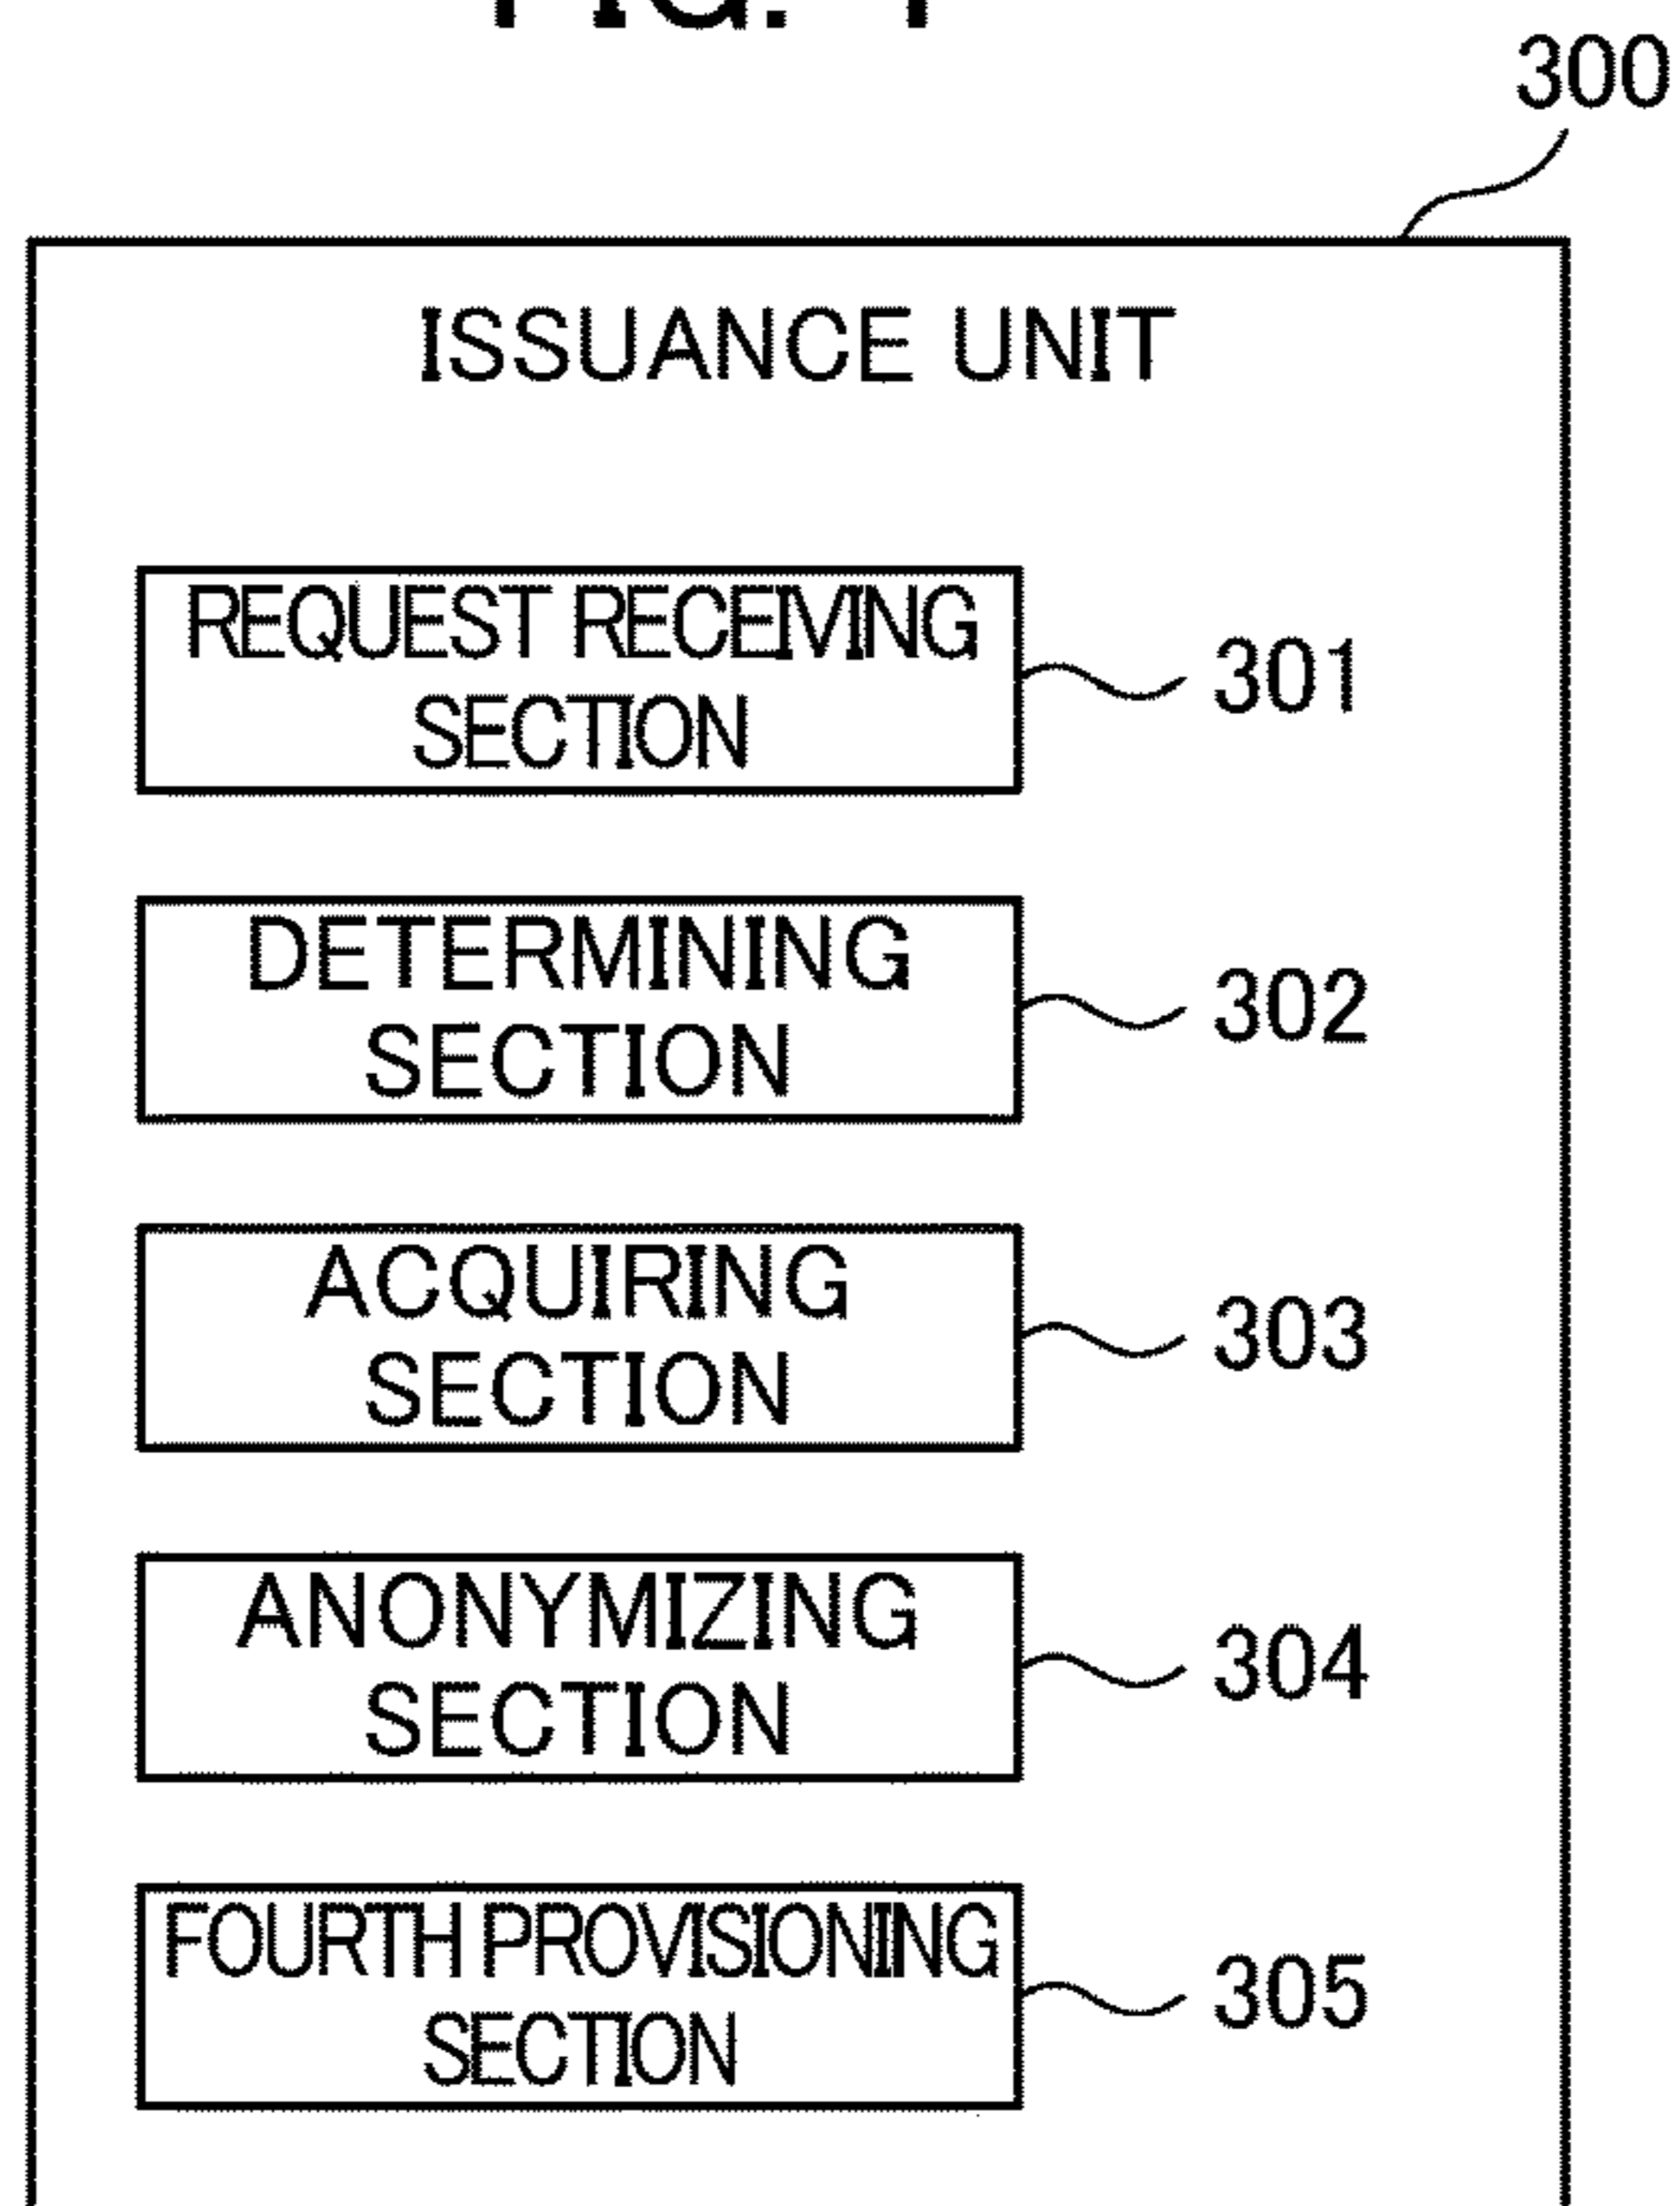 300
ISSUANCE UNIT
REQUEST RECEIVING
SECTION
301
DETERMINING
SECTION
302
ACQUIRING
SECTION
303
ANONYMIZING
SECTION
304
FOURTH PROVISIONING
SECTION
305